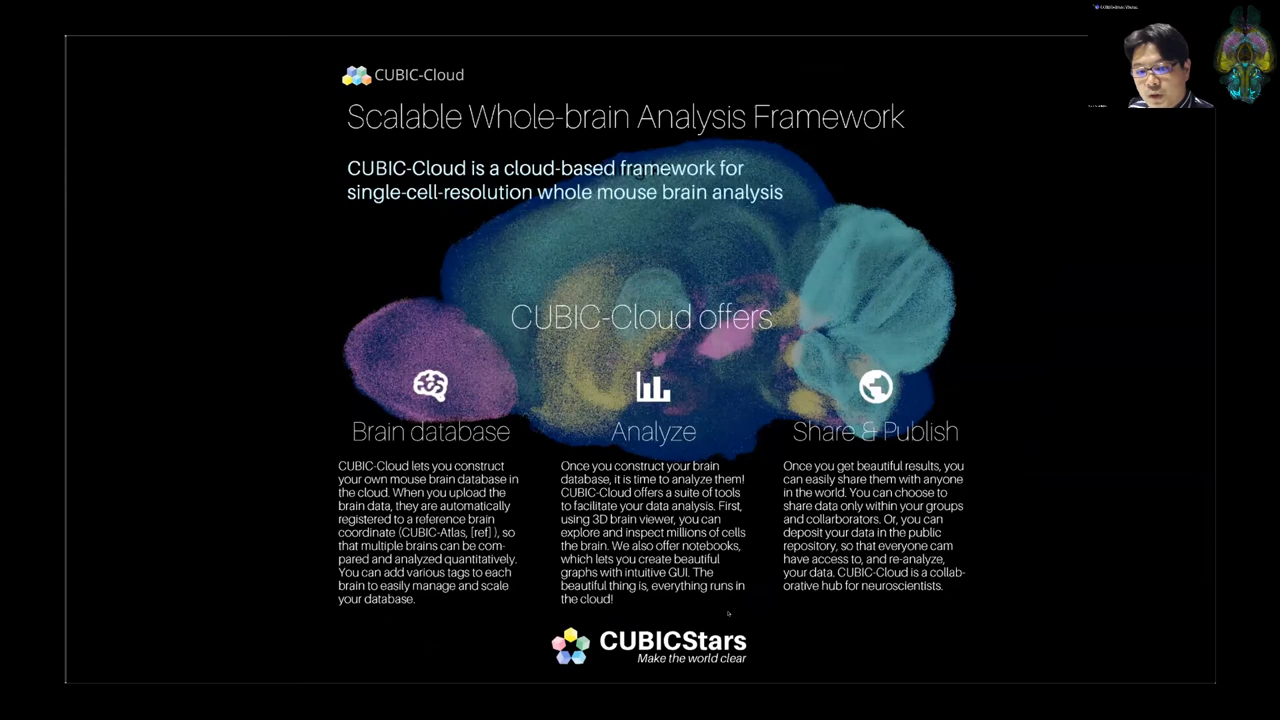 CUBIC-Cloud
Scalable Whole-brain Analysis Framework
CUBIC-Cloud is a cloud-based framework for
single-cell-resolution whole mouse brain analysis
CUBIC-Cloud offers
Brain database
CUBIC-Cloud lets you construct
your own mouse brain database in
the cloud. When you upload the
brain data, they are automatically
registered to a reference brain
coordinate (CUBIC-Atlas, [ref] ), so
that multiple brains can be com-
pared and analyzed quantitatively.
You can add various tags to each
brain to easily manage and scale
your database.
Analyze
Once you construct your brain
database, it is time to analyze them!
CUBIC-Cloud offers a suite of tools
to facilitate your data analysis. First,
using 3D brain viewer, you can
explore and inspect millions of cells
the brain. We also offer notebooks,
which lets you create beautiful
graphs with intuitive GUI. The
beautiful thing is, everything runs in
the cloud!
Share & Publish
Once you get beautiful results, you
can easily share them with anyone
in the world. You can choose to
share data only within your groups
and collarborators. Or, you can
deposit your data in the public
repository, so that everyone cam
have access to, and re-analyze,
your data. CUBIC-Cloud is a collab-
orative hub for neuroscientists.
CUBICStars
Make the world clear